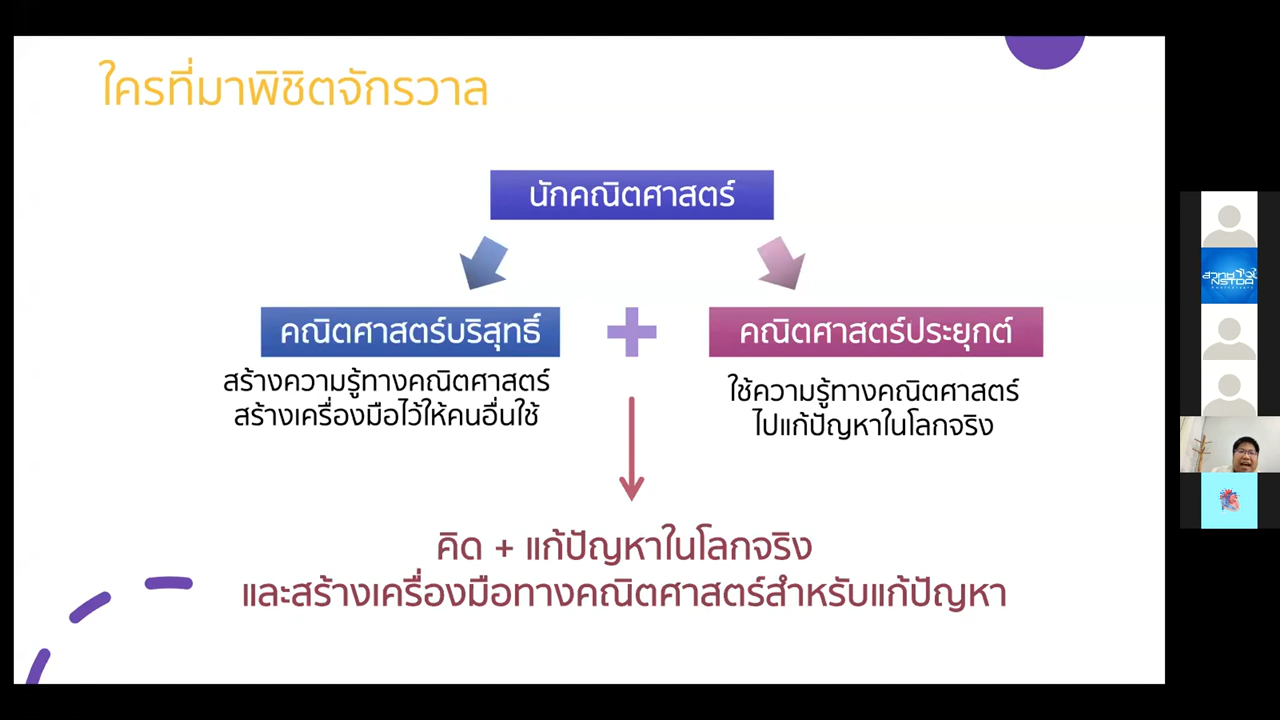 ใครที่มาพิชิตจักรวาล
นักคณิตศาสตร์
คณิตศาสตร์บริสุทธิ์
คณิตศาสตร์ประยุกต์
สร้างความรู้ทางคณิตศาสตร์
สร้างเครื่องมือไว้ให้คนอื่นใช้
ใช้ความรู้ทางคณิตศาสตร์
ไปแก้ปัญหาในโลกจริง
คิด + แก้ปัญหาในโลกจริง
และสร้างเครื่องมือทางคณิตศาสตร์สำหรับแก้ปัญหา
NSTDA